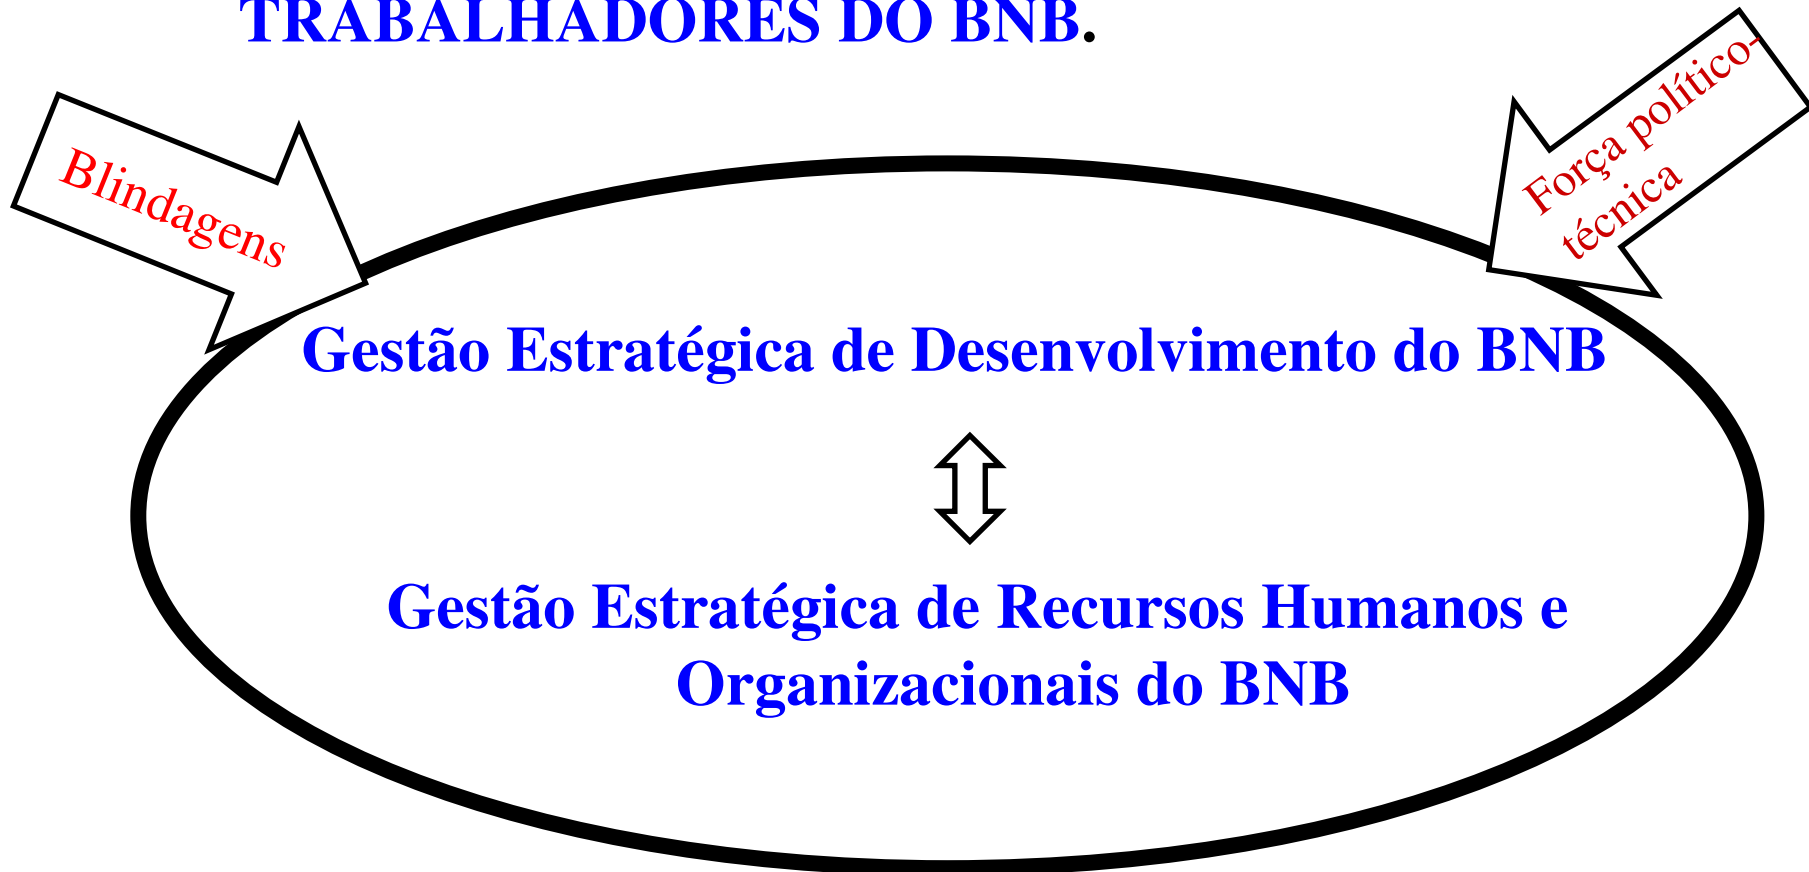 TRABALHADORES DO BNB.
Blindagens
Força político-
técnica
Gestão Estratégica de Desenvolvimento do BNB
Gestão Estratégica de Recursos Humanos e
Organizacionais do BNB